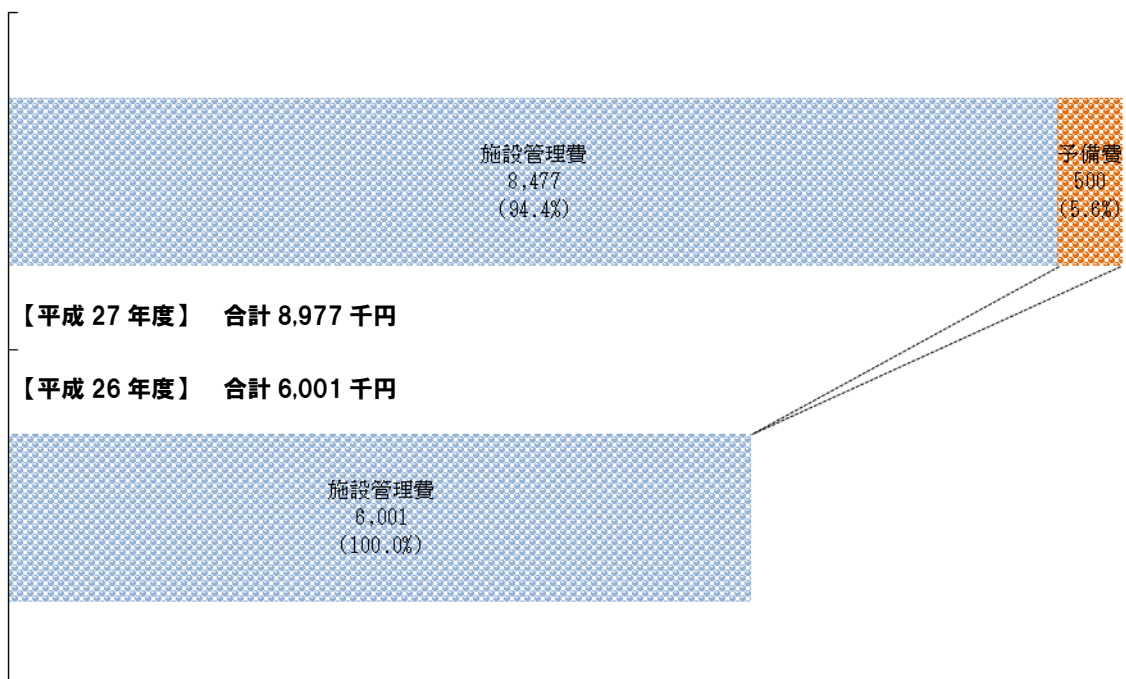 施設管理費
8,477
(94.4%)
予備費
500
(5.6%)
【平成 27 年度】　合計 8,977 千円
【平成 26 年度】　合計 6,001 千円
施設管理費
6,001
(100.0%)